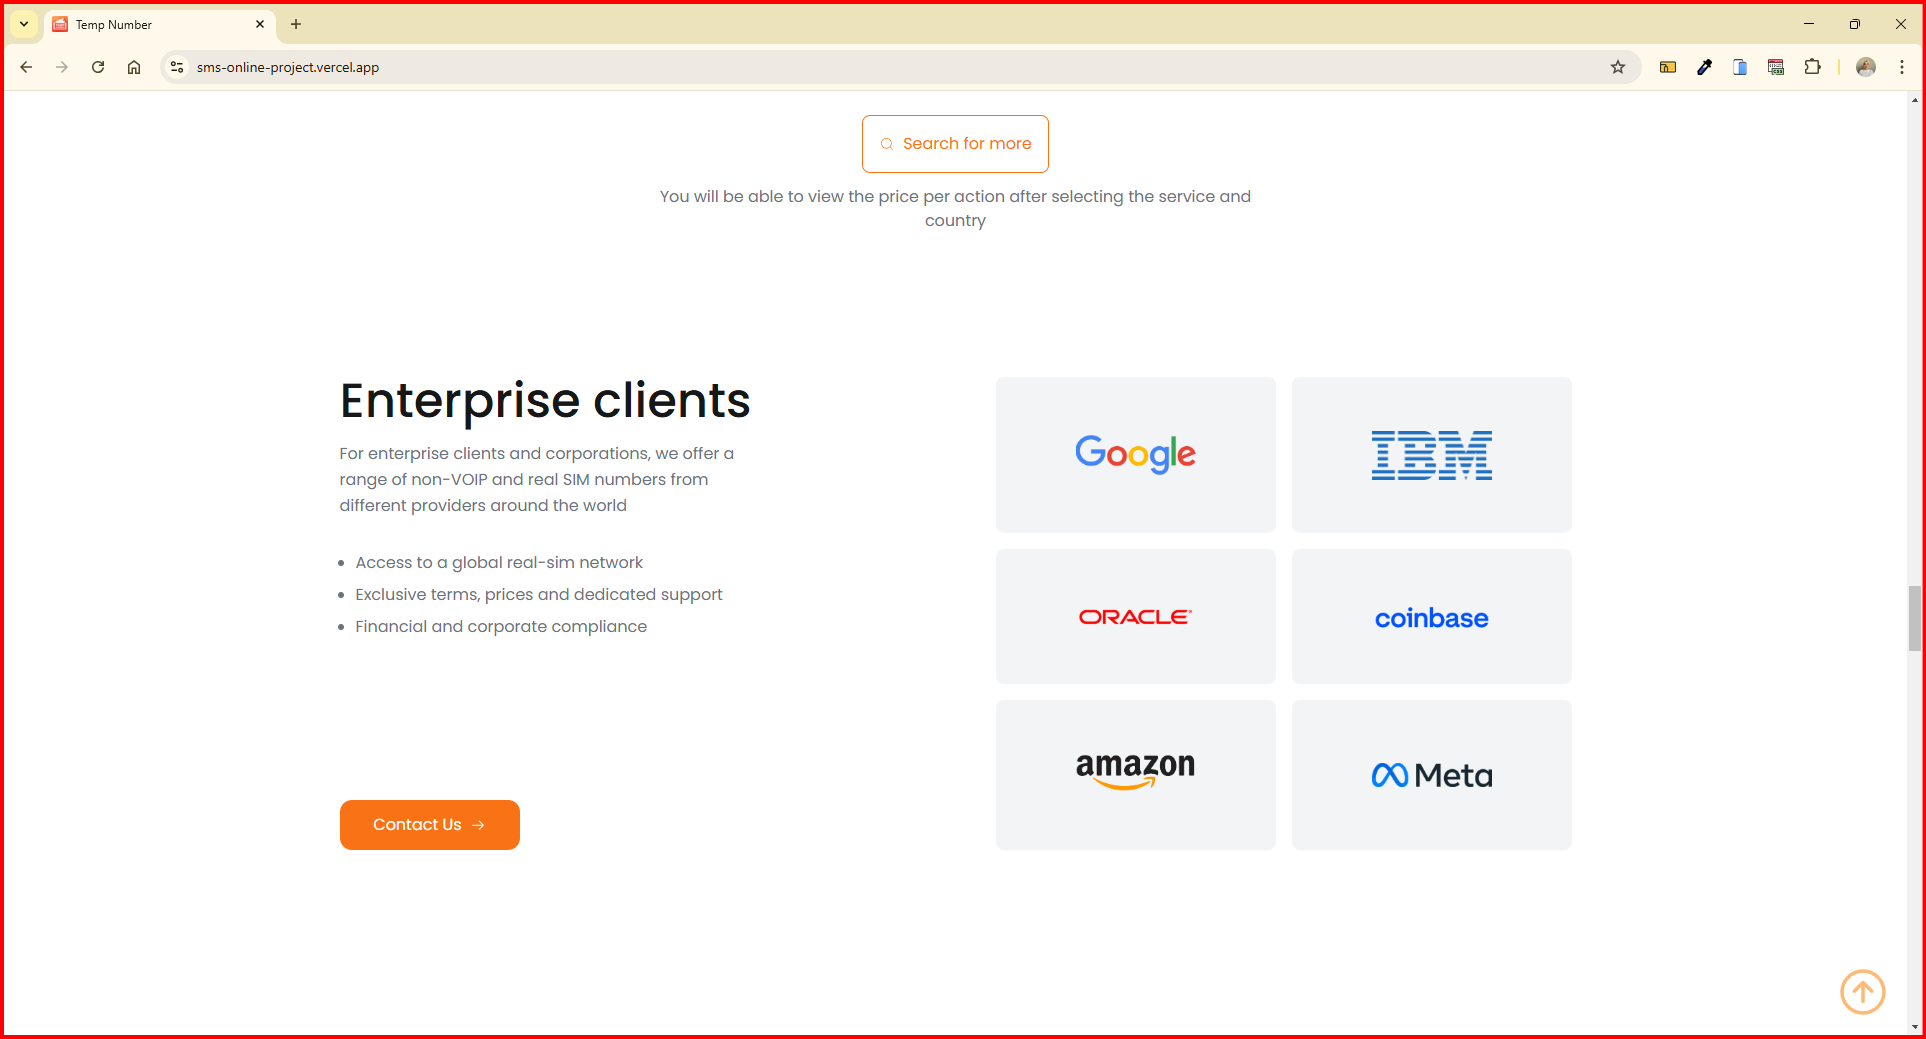 Temp Number
sms-online-project.vercel.app
Search for more
You will be able to view the price per action after selecting the service and
country
Enterprise clients
For enterprise clients and corporations, we offer a
range of non-VOIP and real SIM numbers from
different providers around the world
Access to a global real-sim network
Exclusive terms, prices and dedicated support
Financial and corporate compliance
Contact Us
Google
IBM
ORACLE
coinbase
amazon
Meta